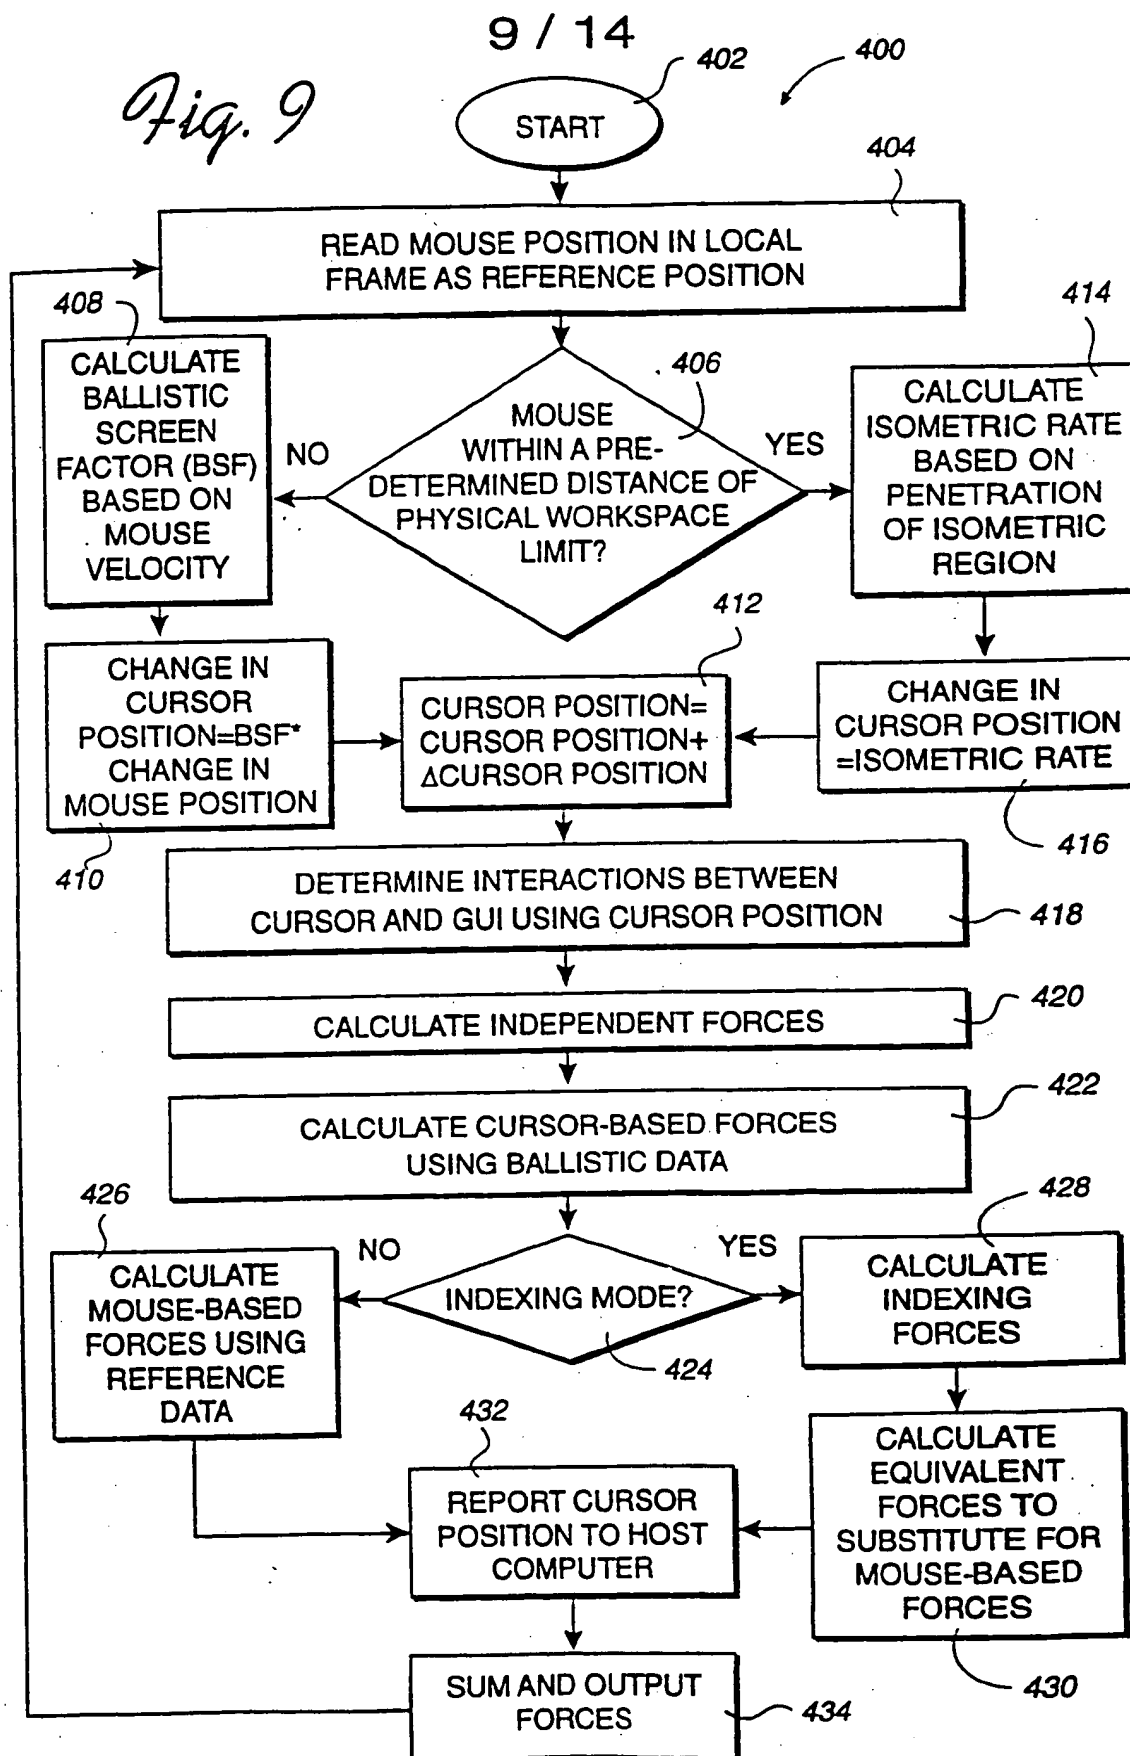 9 / 14
Fig. 9
402
400
START
404
READ MOUSE POSITION IN LOCAL
FRAME AS REFERENCE POSITION
408
CALCULATE
BALLISTIC
SCREEN
FACTOR (BSF)
BASED ON
MOUSE
VELOCITY
NO
406
MOUSE
WITHIN A PRE-
DETERMINED DISTANCE OF
PHYSICAL WORKSPACE
LIMIT?
YES
414
CALCULATE
ISOMETRIC RATE
BASED ON
PENETRATION
OF ISOMETRIC
REGION
CHANGE IN
CURSOR
POSITION=BSF*
CHANGE IN
MOUSE POSITION
410
412
CURSOR POSITION=
CURSOR POSITION+
ΔCURSOR POSITION
CHANGE IN
CURSOR POSITION
=ISOMETRIC RATE
416
DETERMINE INTERACTIONS BETWEEN
CURSOR AND GUI USING CURSOR POSITION
418
CALCULATE INDEPENDENT FORCES
420
CALCULATE CURSOR-BASED FORCES
USING BALLISTIC DATA
422
426
CALCULATE
MOUSE-BASED
FORCES USING
REFERENCE
DATA
NO
INDEXING MODE?
424
YES
428
CALCULATE
INDEXING
FORCES
432
REPORT CURSOR
POSITION TO HOST
COMPUTER
CALCULATE
EQUIVALENT
FORCES TO
SUBSTITUTE FOR
MOUSE-BASED
FORCES
430
SUM AND OUTPUT
FORCES
434